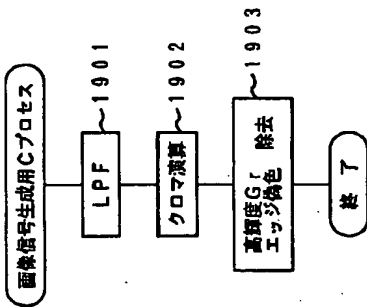 画像信号生成用Cプロセス
LPF
1901
クロマ演算
1902
高輝度Gr
エッジ偽色 除去
1903
終了